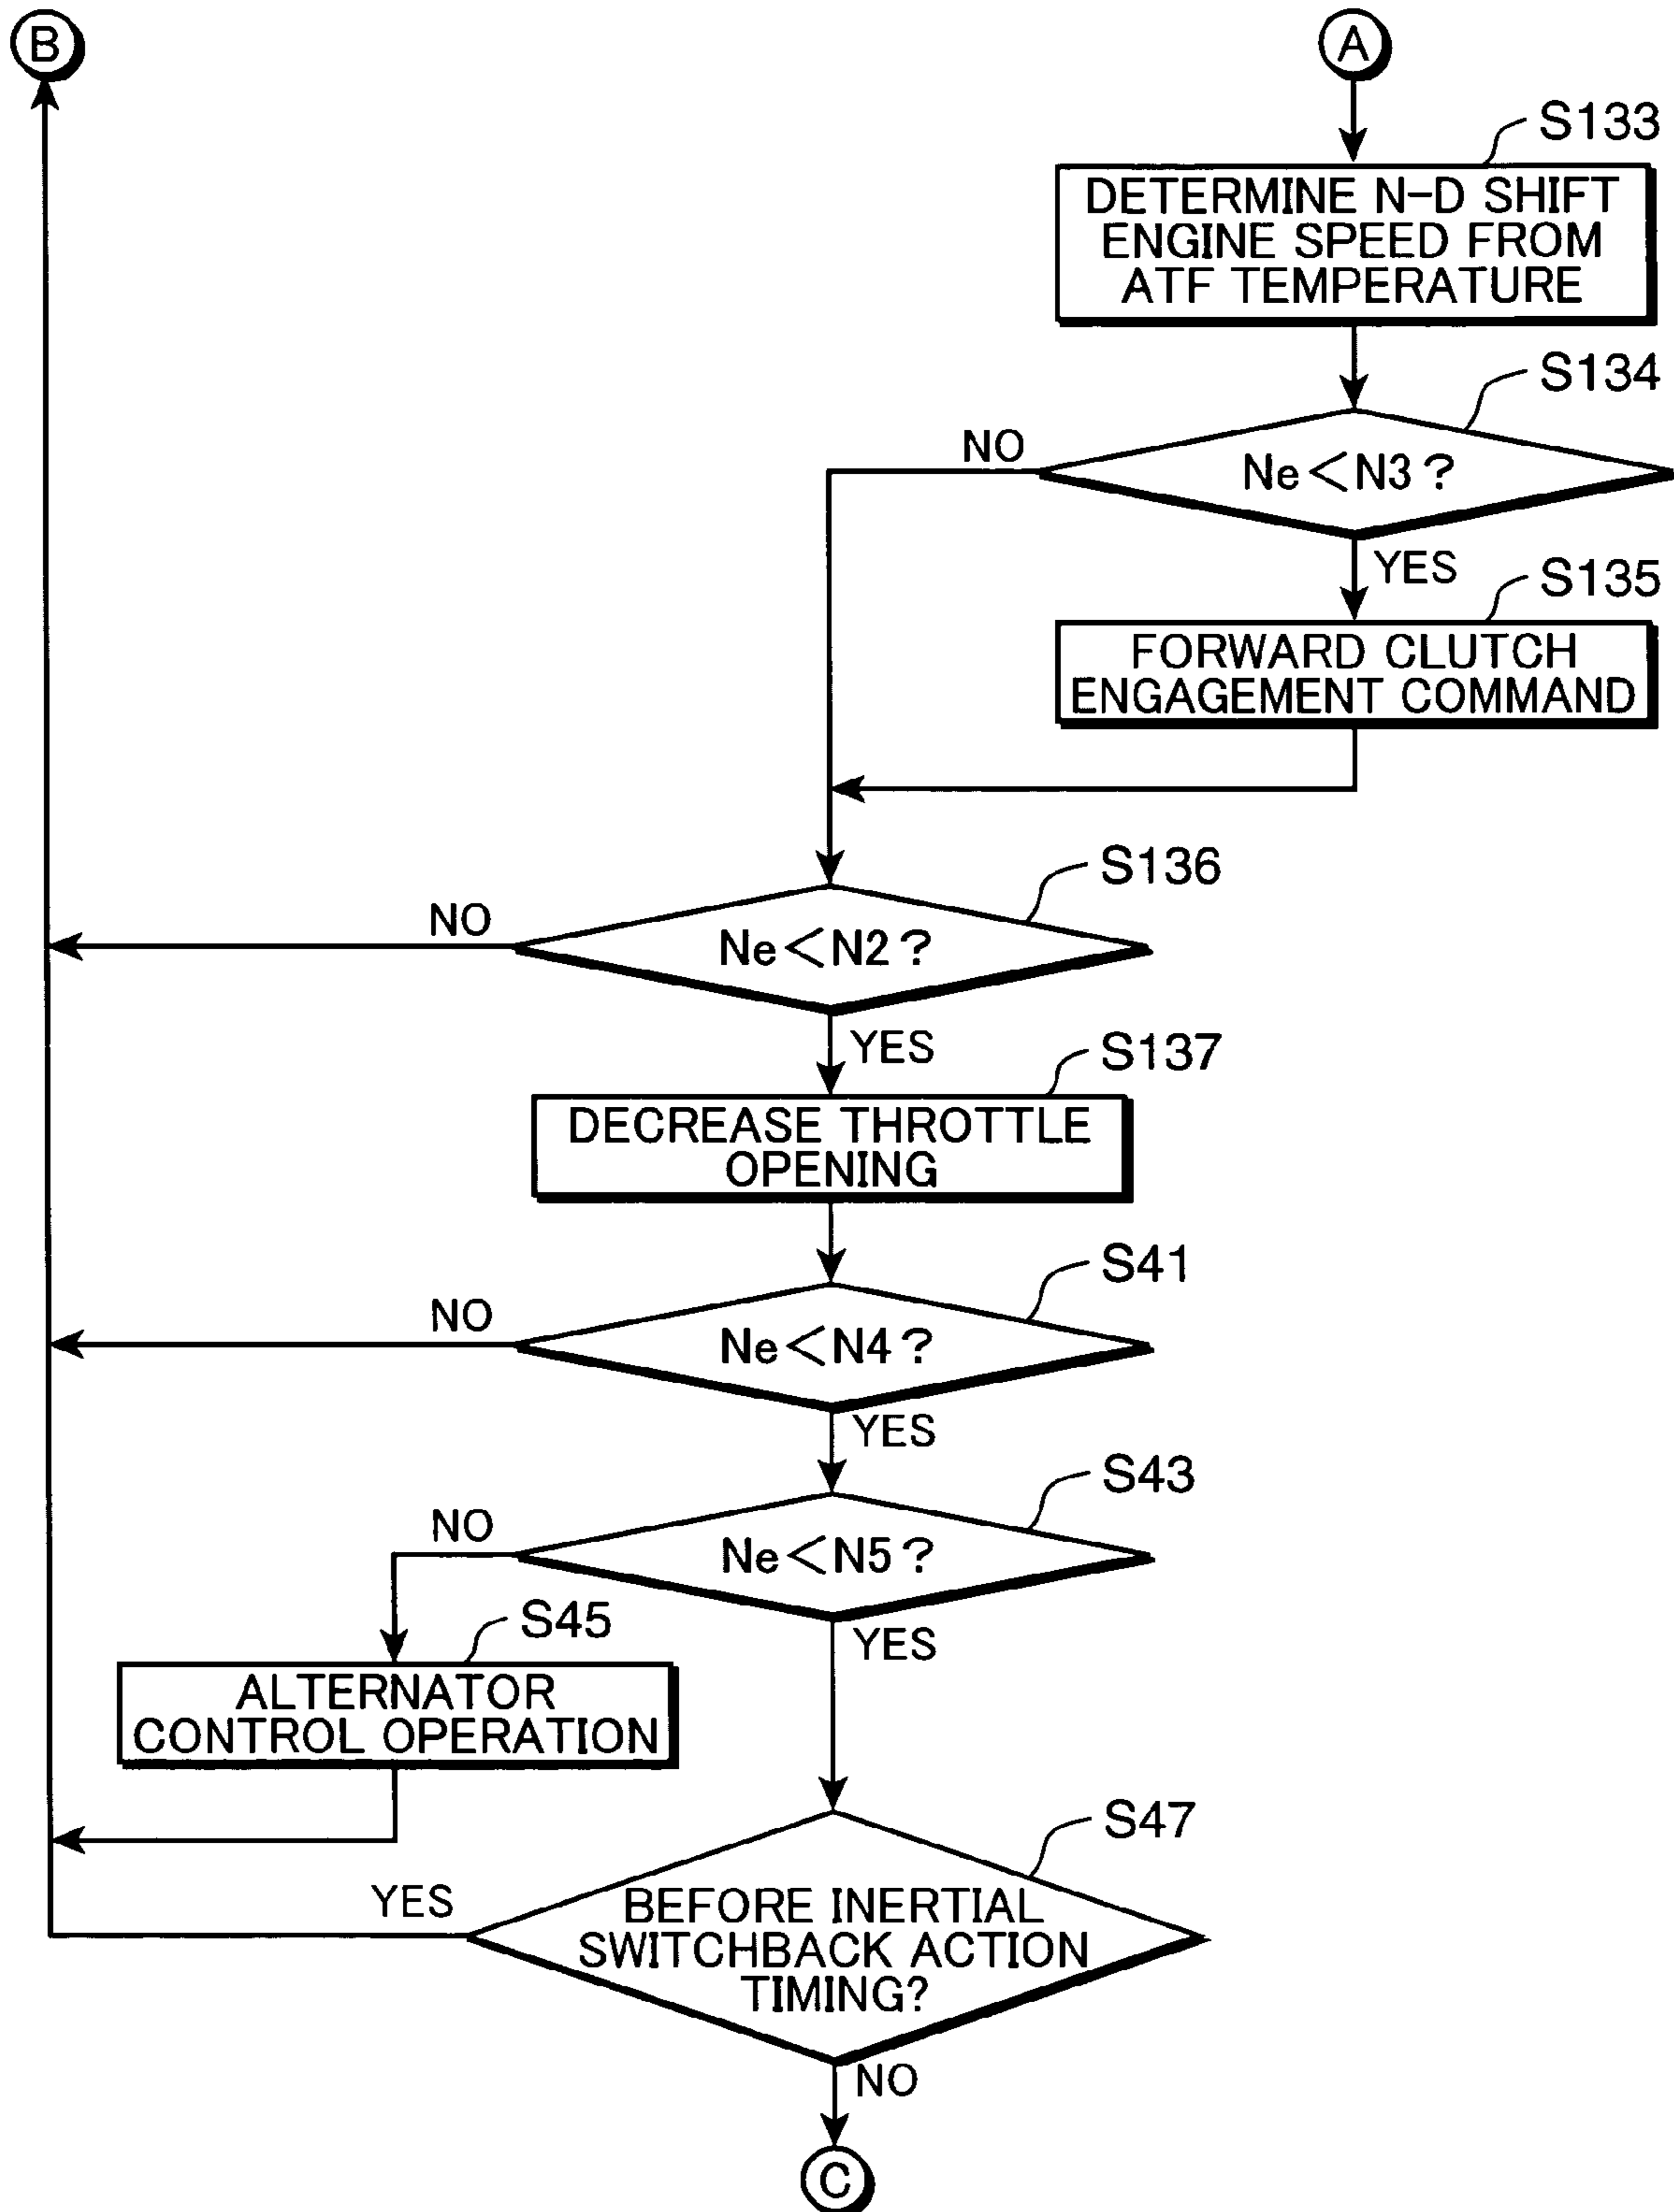 B
A
S133
DETERMINE N-D SHIFT
ENGINE SPEED FROM
ATF TEMPERATURE
S134
NO
Ne<N3?
YES
S135
FORWARD CLUTCH
ENGAGEMENT COMMAND
S136
NO
Ne<N2?
YES
S137
DECREASE THROTTLE
OPENING
S41
NO
Ne<N4?
YES
S43
NO
Ne<N5?
YES
S45
ALTERNATOR
CONTROL OPERATION
S47
YES
BEFORE INERTIAL
SWITCHBACK ACTION
TIMING?
NO
C